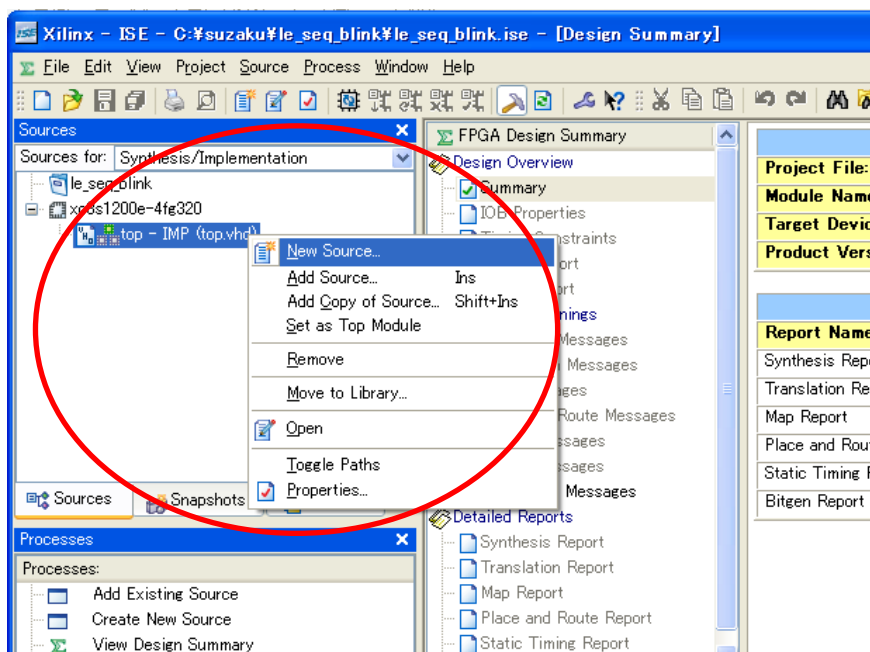 Xilinx - ISE - C:¥suzaku¥le_seq_blink¥le_seq_blink.ise - [Design Summary]
File Edit View Project Source Process Window Help
Sources
Sources for: Synthesis/Implementation
le_seq_blink
xc3s1200e-4fg320
top - IMP (top.vhd)
New Source...
Add Source... Ins
Add Copy of Source... Shift+Ins
Set as Top Module
Remove
Move to Library...
Open
Toggle Paths
Properties...
Sources
Snapshots
Processes
Processes:
Add Existing Source
Create New Source
View Design Summary
FPGA Design Summary
Design Overview
Summary
IOB Properties
Constraints
Messages
Messages
Route Messages
Messages
Detailed Reports
Synthesis Report
Translation Report
Map Report
Place and Route Report
Static Timing Report
Project File:
Module Name
Target Devic
Product Vers
Report Name
Synthesis Rep
Translation Re
Map Report
Place and Rou
Static Timing
Bitgen Report